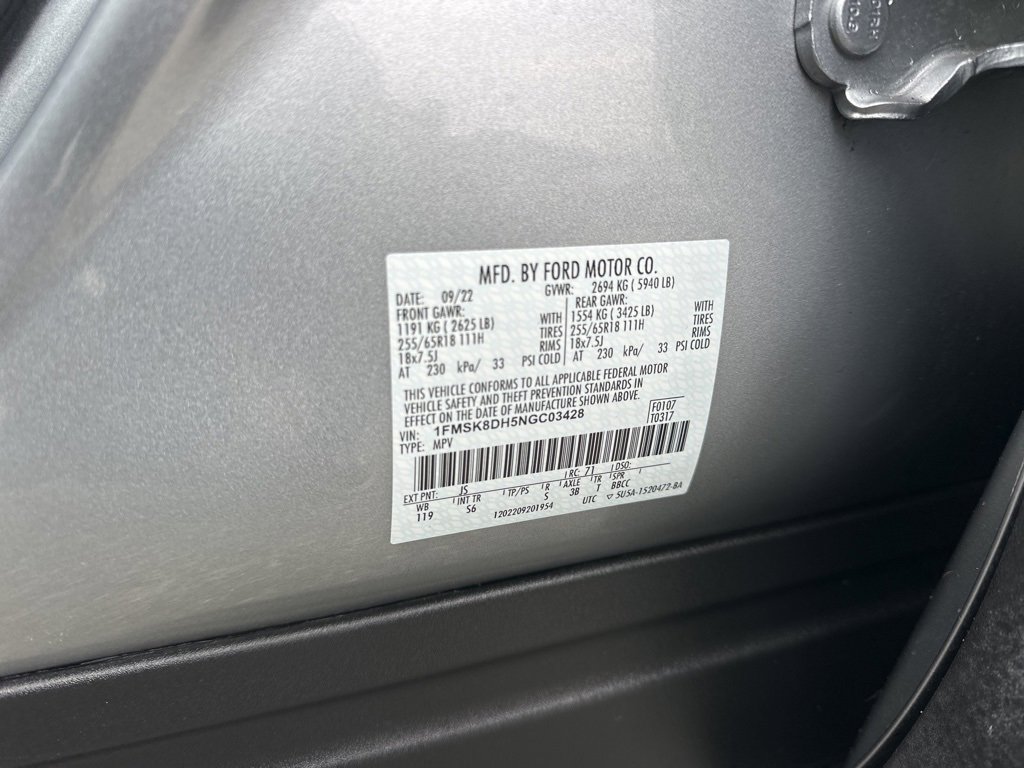 MFD. BY FORD MOTOR CO.
DATE: 09/22 GVWR: 2694 KG ( 5940 LB)
FRONT GAWR: REAR GAWR:
1191 KG ( 2625 LB) WITH 1554 KG ( 3425 LB) WITH
255/65R18 111H TIRES 255/65R18 111H TIRES
18x7.5J RIMS 18x7.5J RIMS
AT 230 kPa/ 33 PSI COLD AT 230 kPa/ 33 PSI COLD
THIS VEHICLE CONFORMS TO ALL APPLICABLE FEDERAL MOTOR
VEHICLE SAFETY AND THEFT PREVENTION STANDARDS IN
EFFECT ON THE DATE OF MANUFACTURE SHOWN ABOVE.
VIN: 1FMSK8DH5NGC03428 F0107
TYPE: MPV T0317
EXT PNT: JS RC: 71 DSO:
WB INT TR TP/PS R AXLE TR SPR
119 S6 S 3B T BBCC
1202209201954 UTC ▽ 5U5A-1520472-BA